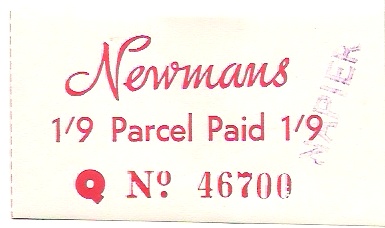 Newmans
1/9 Parcel Paid 1/9
NAPIER
Q Nº 46700